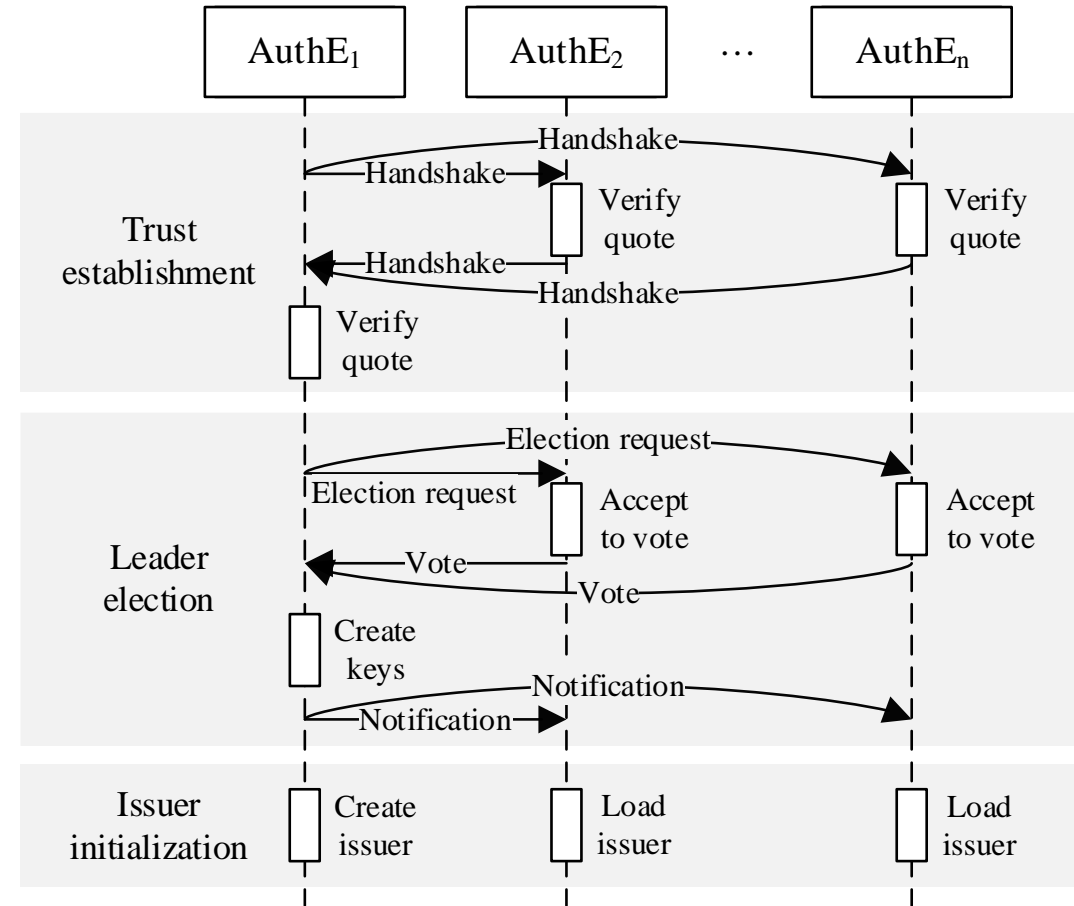 AuthE₁ AuthE₂ ⋯ AuthEₙ
Handshake
Handshake
Trust
establishment
Verify
quote
Verify
quote
Handshake
Handshake
Verify
quote
Election request
Election request
Leader
election
Accept
to vote
Accept
to vote
Vote
Vote
Create
keys
Notification
Notification
Issuer
initialization
Create
issuer
Load
issuer
Load
issuer